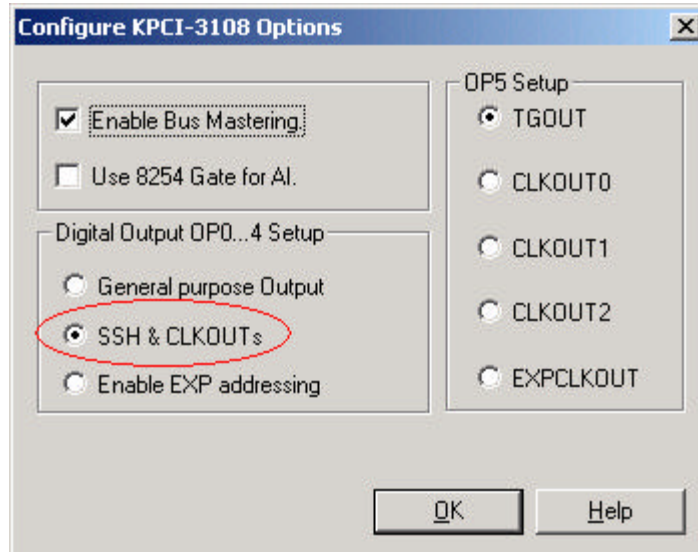 Configure KPCI-3108 Options
Enable Bus Mastering.
Use 8254 Gate for AI.
Digital Output OP0...4 Setup
General purpose Output
SSH & CLKOUTs
Enable EXP addressing
OP5 Setup
TGOUT
CLKOUT0
CLKOUT1
CLKOUT2
EXPCLKOUT
OK
Help